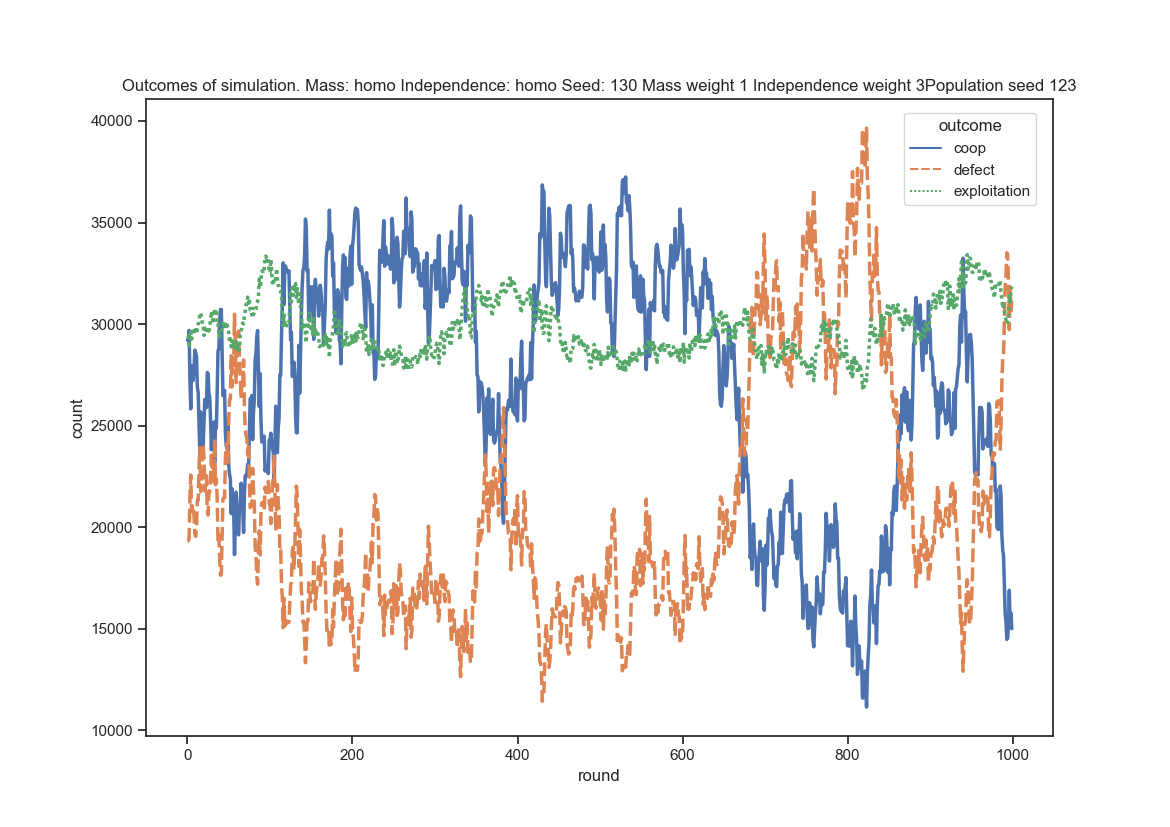 Outcomes of simulation. Mass: homo Independence: homo Seed: 130 Mass weight 1 Independence weight 3Population seed 123
outcome
coop
defect
exploitation
count
40000
35000
30000
25000
20000
15000
10000
0 200 400 600 800 1000
round